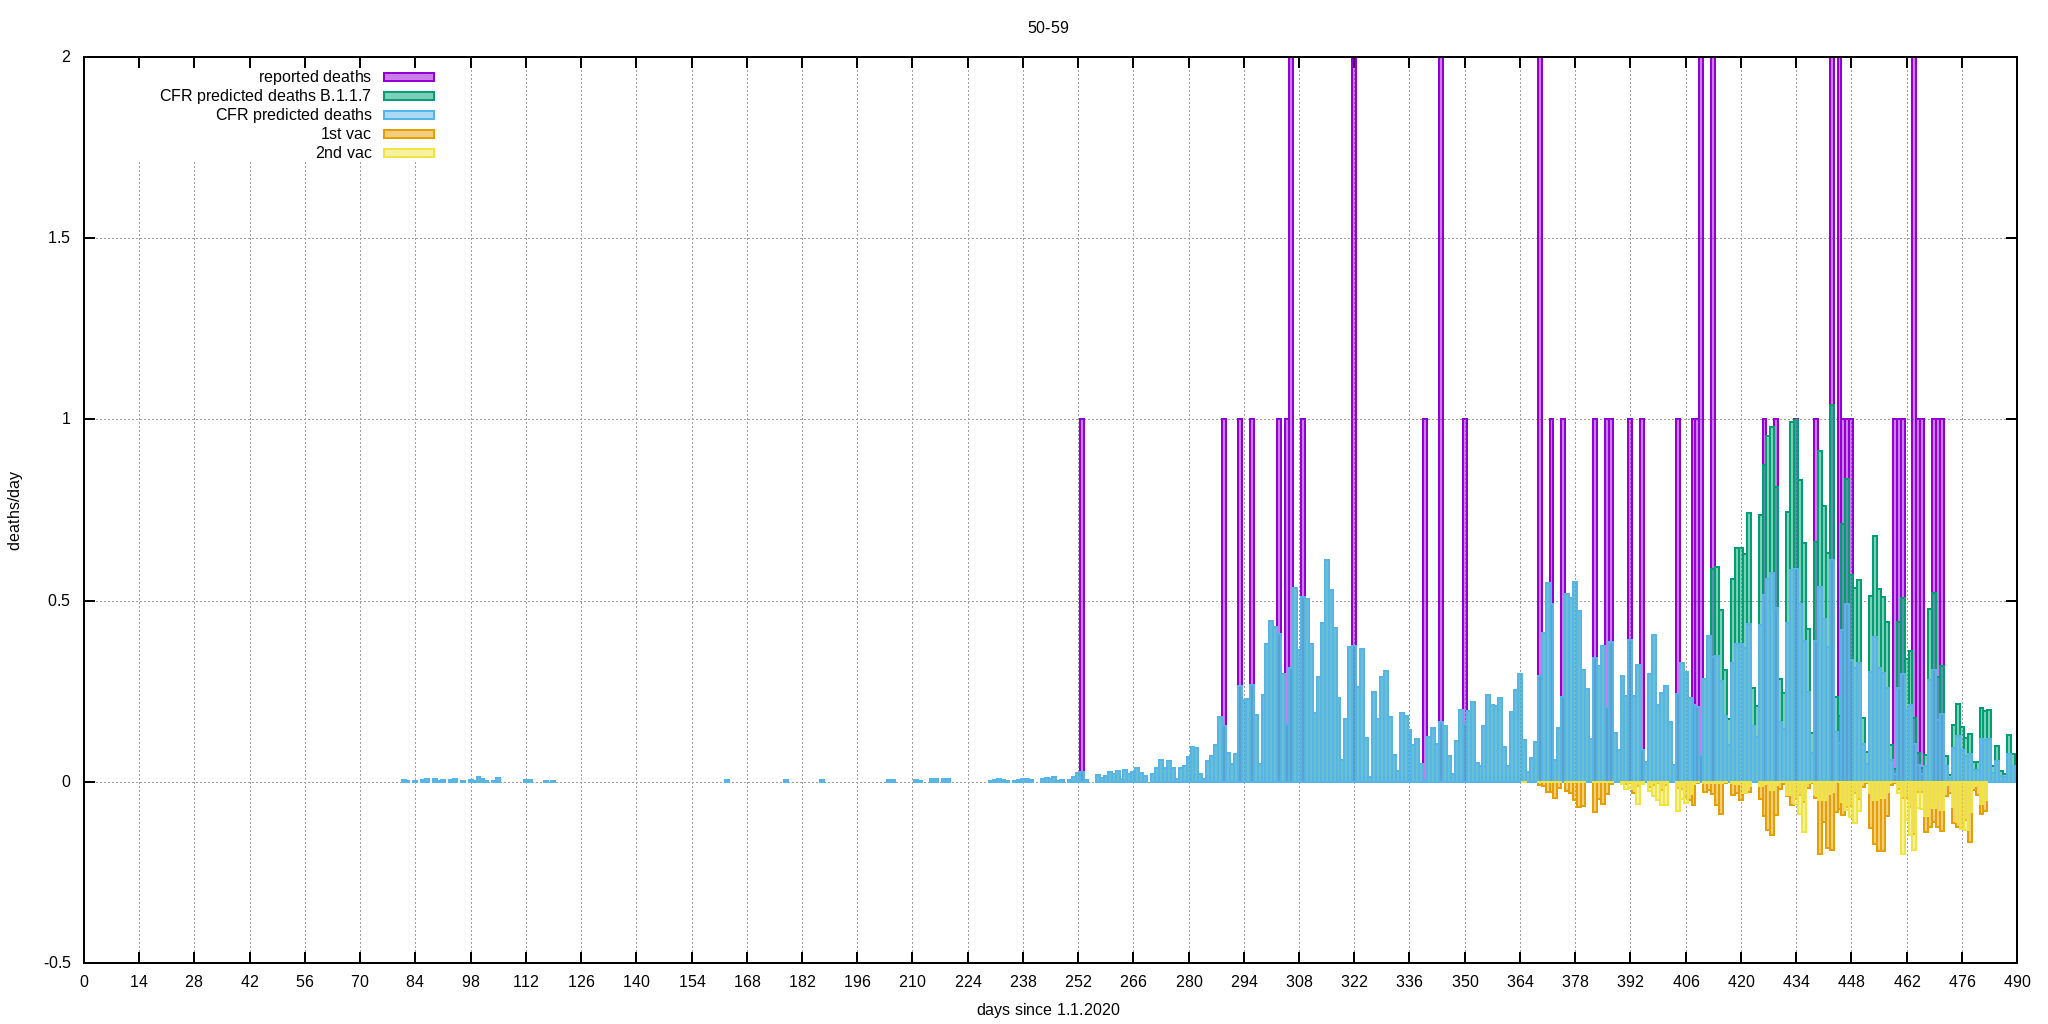 50-59
reported deaths
CFR predicted deaths B.1.1.7
CFR predicted deaths
1st vac
2nd vac
2
1.5
1
0.5
0
-0.5
deaths/day
0 14 28 42 56 70 84 98 112 126 140 154 168 182 196 210 224 238 252 266 280 294 308 322 336 350 364 378 392 406 420 434 448 462 476 490
days since 1.1.2020